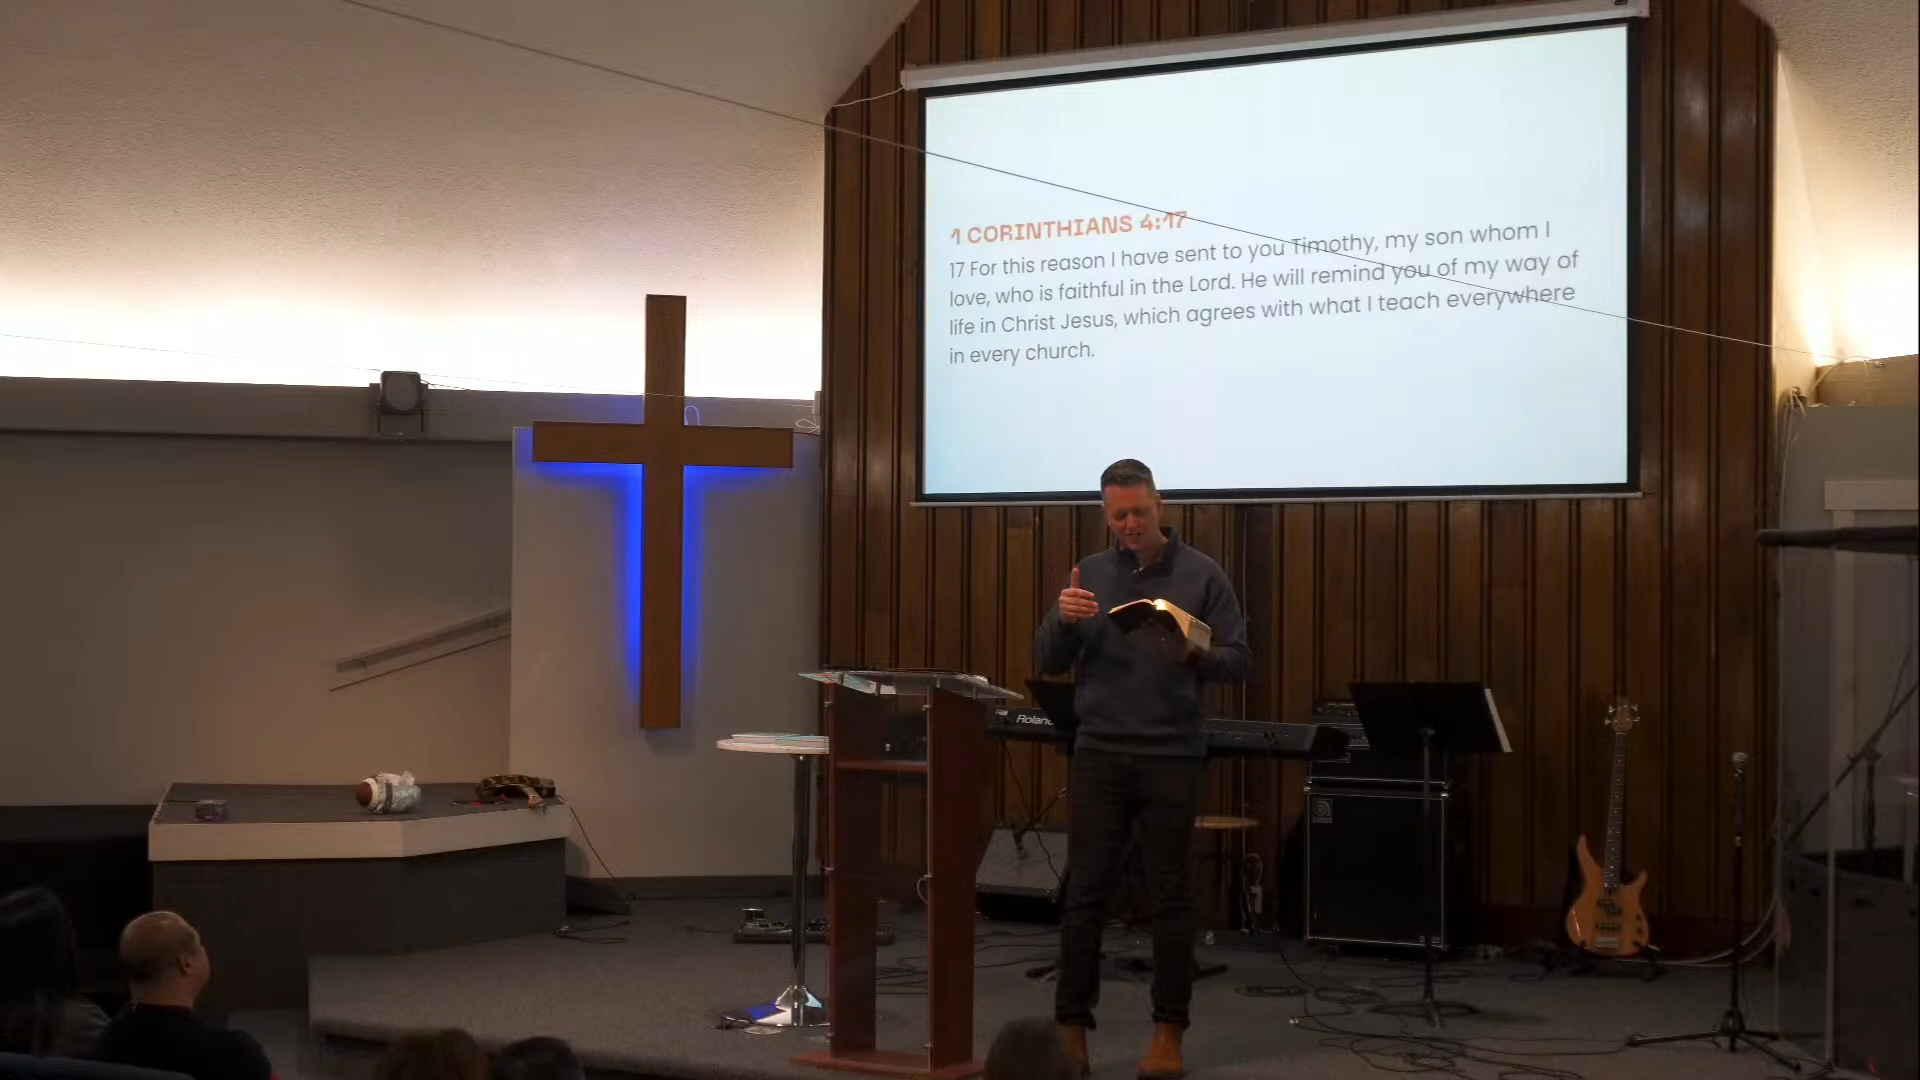 1 CORINTHIANS 4:17
17 For this reason I have sent to you Timothy, my son whom I
love, who is faithful in the Lord. He will remind you of my way of
life in Christ Jesus, which agrees with what I teach everywhere
in every church.
Roland